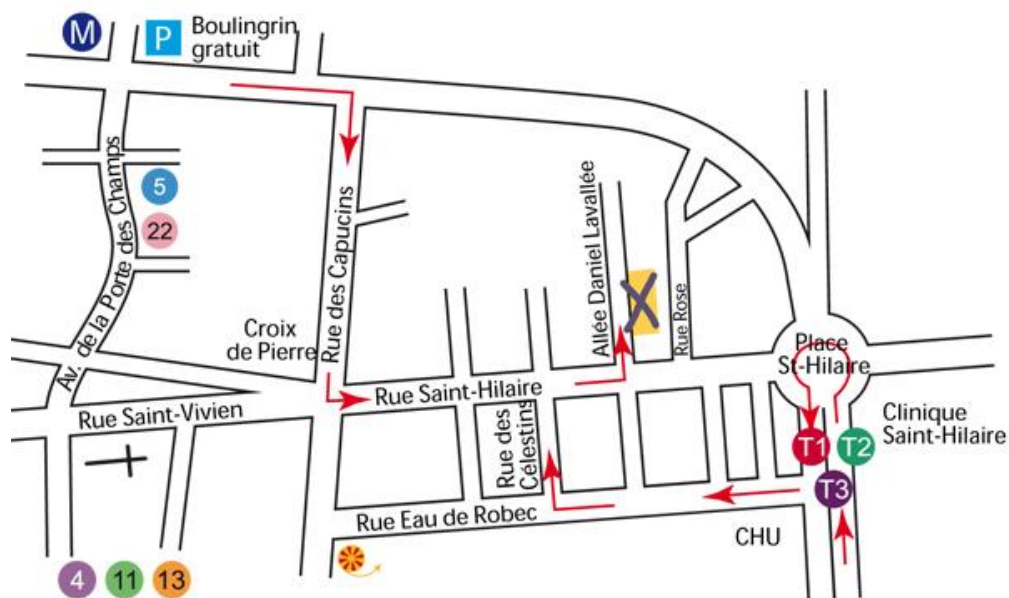 M
P
Boulingrin
gratuit
Av. de la Porte des Champs
5
22
Rue des Capucins
Croix
de Pierre
Allée Daniel Lavallée
Rue Rose
Place
St-Hilaire
Rue Saint-Hilaire
Rue Saint-Vivien
Rue des
Célestins
Clinique
Saint-Hilaire
T1
T2
T3
Rue Eau de Robec
CHU
4
11
13